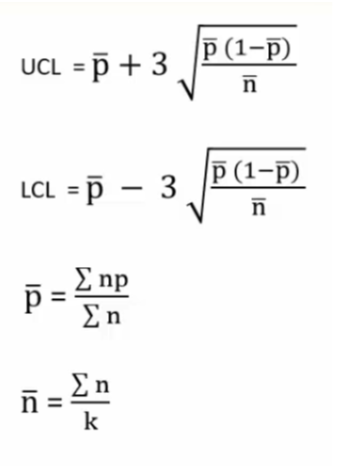 UCL = p̅ + 3 √(p̅ (1−p̅) / n̅)
LCL = p̅ − 3 √(p̅ (1−p̅) / n̅)
p̅ = ∑ np / ∑ n
n̅ = ∑ n / k